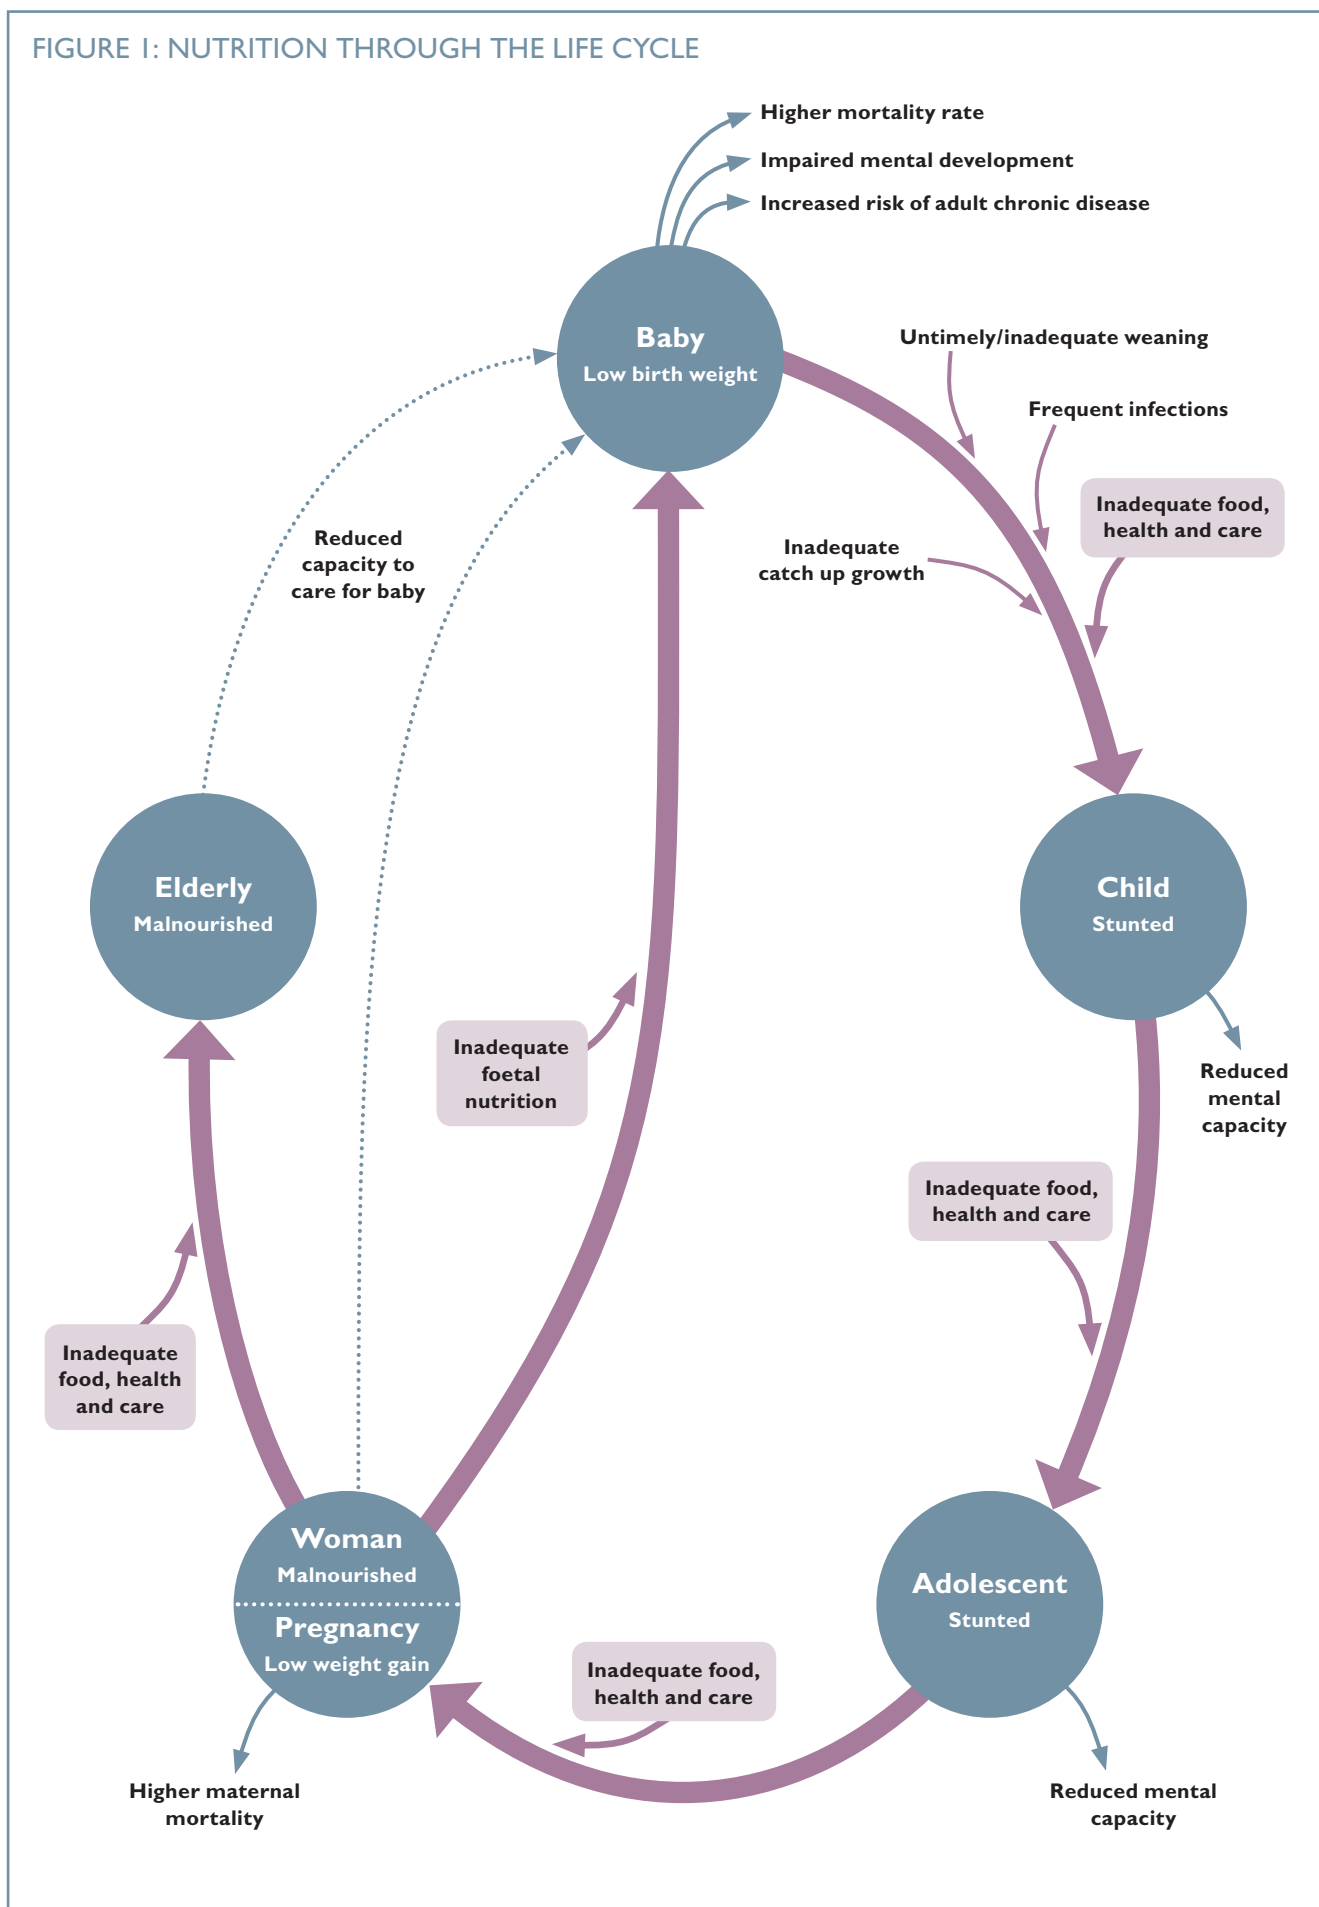 FIGURE 1: NUTRITION THROUGH THE LIFE CYCLE
Higher mortality rate
Impaired mental development
Increased risk of adult chronic disease
Baby
Low birth weight
Untimely/inadequate weaning
Frequent infections
Inadequate food,
health and care
Inadequate
catch up growth
Reduced
capacity to
care for baby
Elderly
Malnourished
Child
Stunted
Inadequate
foetal
nutrition
Reduced
mental
capacity
Inadequate food,
health and care
Inadequate
food, health
and care
Woman
Malnourished
Pregnancy
Low weight gain
Adolescent
Stunted
Inadequate food,
health and care
Higher maternal
mortality
Reduced mental
capacity